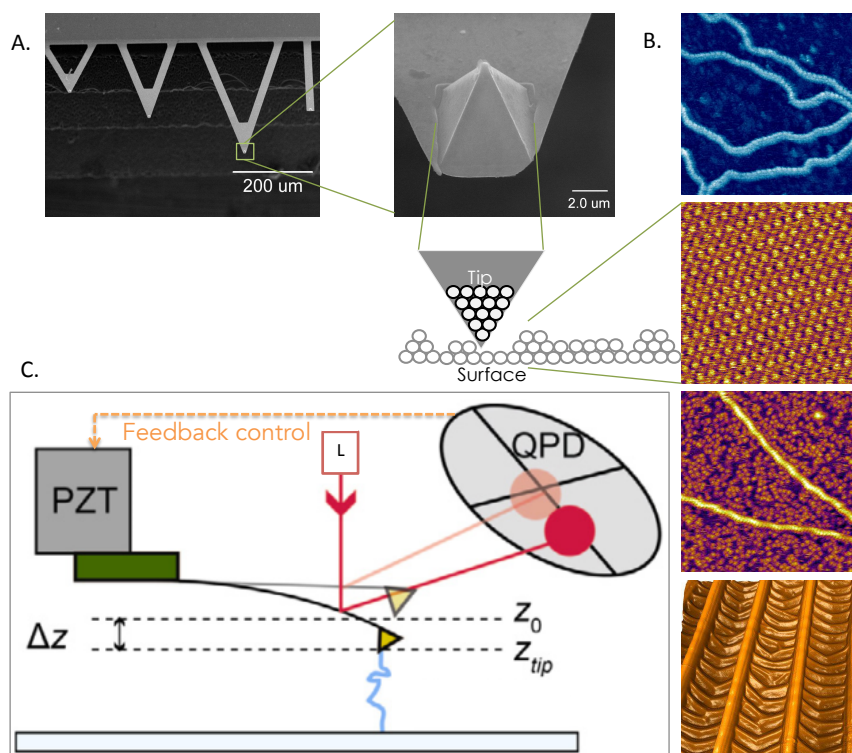 A.
B.
200 um
2.0 um
Tip
Surface
C.
Feedback control
L
QPD
PZT
Δz
z0
ztip